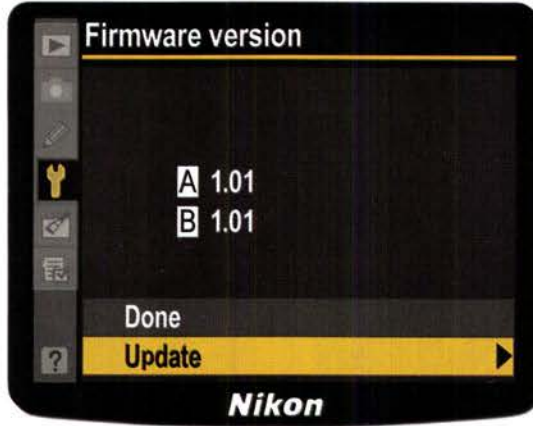 Firmware version
A 1.01
B 1.01
Done
Update
?
Nikon